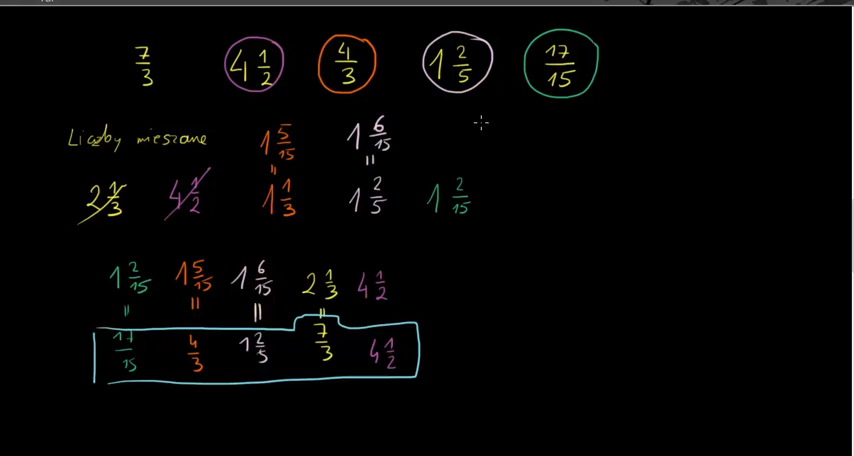 7/3 4 1/2 4/3 1 2/5 17/15
Liczby mieszane 1 5/15 1 6/15
= =
2 1/3 4 1/2 1 1/3 1 2/5 1 2/15
1 2/15 1 5/15 1 6/15 2 1/3 4 1/2
= = = =
17/15 4/3 1 2/5 7/3 4 1/2